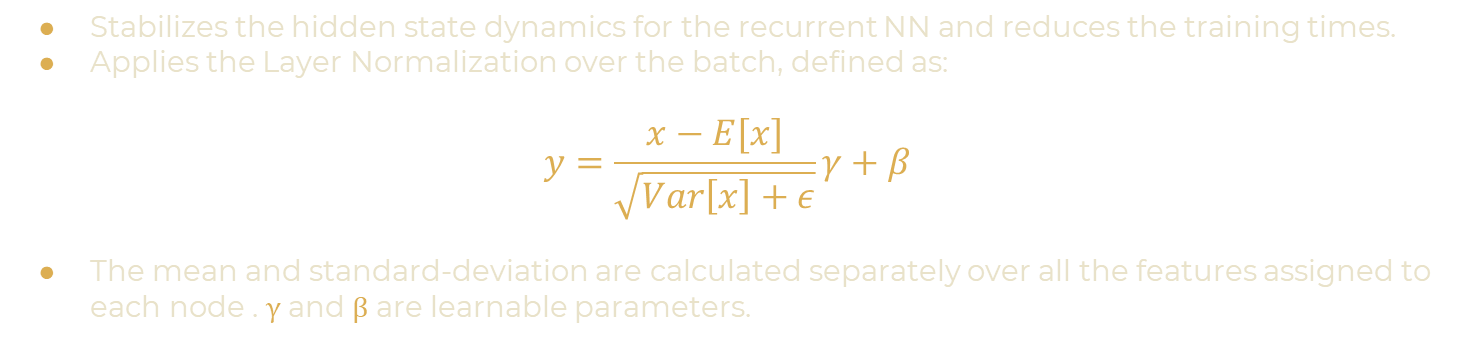 ● Stabilizes the hidden state dynamics for the recurrent NN and reduces the training times.
● Applies the Layer Normalization over the batch, defined as:
y = \frac{x - E[x]}{\sqrt{Var[x] + ϵ}} γ + β
● The mean and standard-deviation are calculated separately over all the features assigned to
each node . γ and β are learnable parameters.